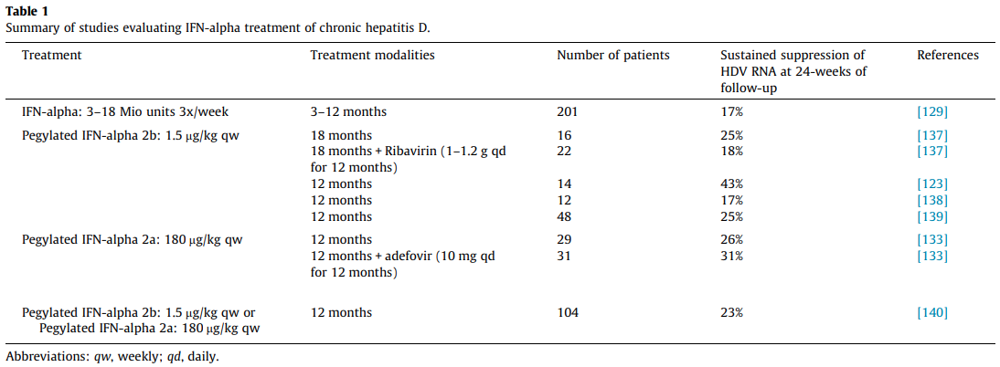 Table 1
Summary of studies evaluating IFN-alpha treatment of chronic hepatitis D.
Treatment Treatment modalities Number of patients Sustained suppression of HDV RNA at 24-weeks of follow-up References
IFN-alpha: 3–18 Mio units 3x/week 3–12 months 201 17% [129]
Pegylated IFN-alpha 2b: 1.5 μg/kg qw 18 months 16 25% [137]
18 months + Ribavirin (1–1.2 g qd for 12 months) 22 18% [137]
12 months 14 43% [123]
12 months 12 17% [138]
12 months 48 25% [139]
Pegylated IFN-alpha 2a: 180 μg/kg qw 12 months 29 26% [133]
12 months + adefovir (10 mg qd for 12 months) 31 31% [133]
Pegylated IFN-alpha 2b: 1.5 μg/kg qw or Pegylated IFN-alpha 2a: 180 μg/kg qw 12 months 104 23% [140]
Abbreviations: qw, weekly; qd, daily.